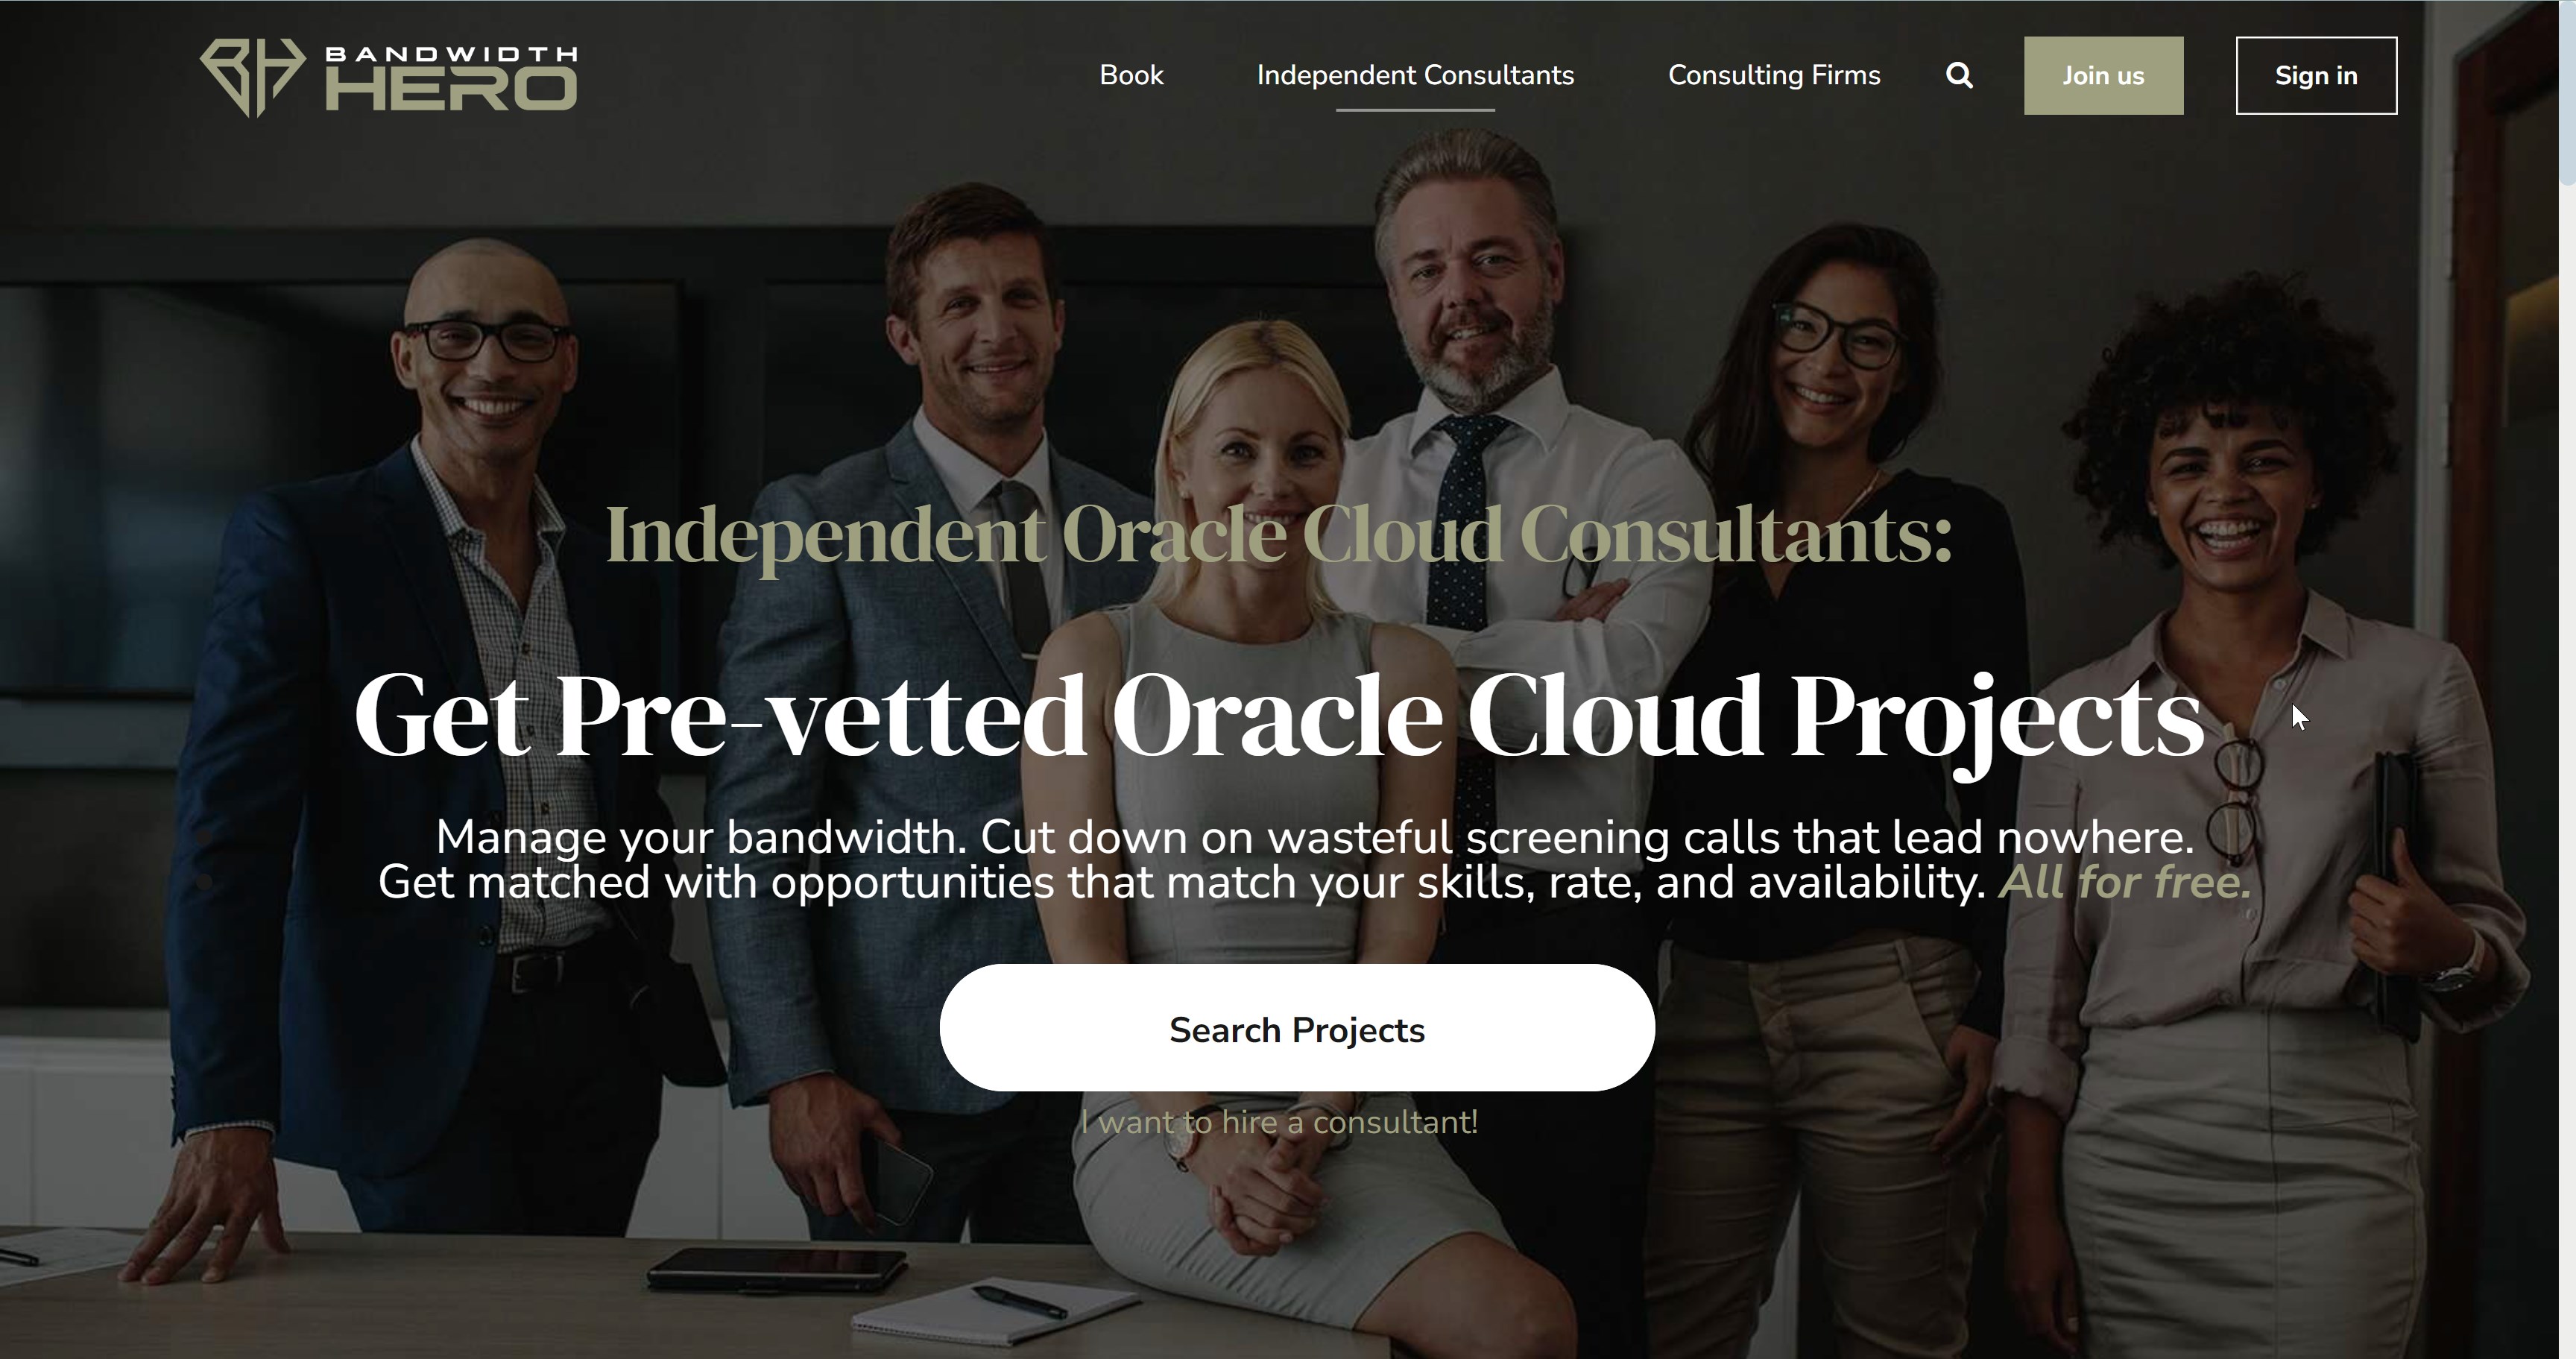 BANDWIDTH
HERO
Book
Independent Consultants
Consulting Firms
Join us
Sign in
Independent Oracle Cloud Consultants:
Get Pre-vetted Oracle Cloud Projects
Manage your bandwidth. Cut down on wasteful screening calls that lead nowhere.
Get matched with opportunities that match your skills, rate, and availability. All for free.
Search Projects
I want to hire a consultant!